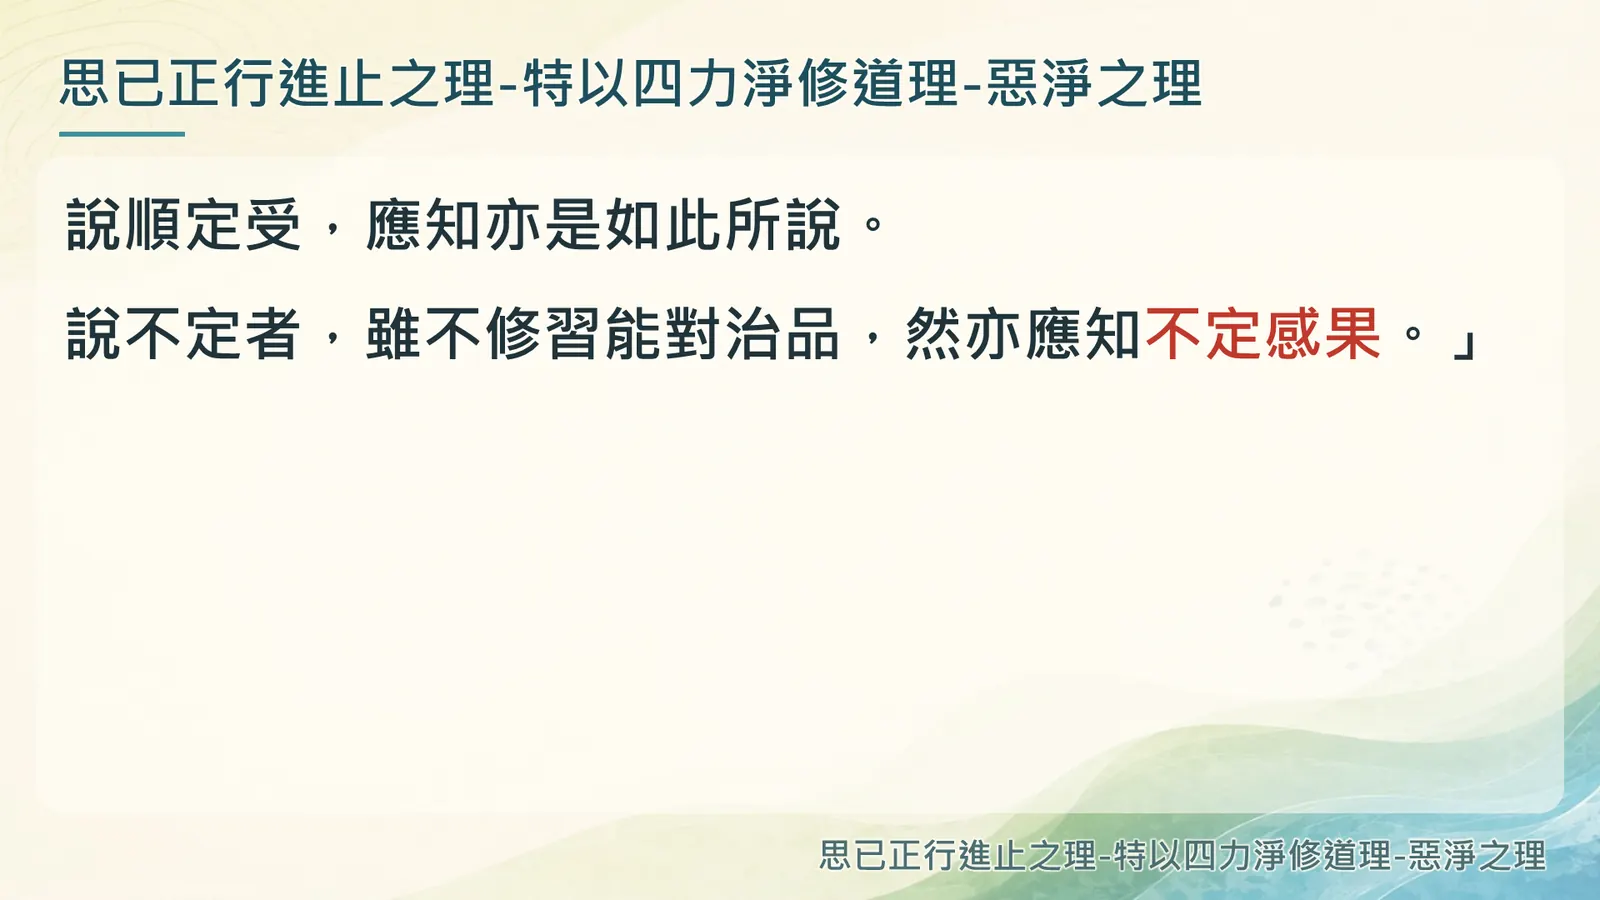 思已正行進止之理-特以四力淨修道理-惡淨之理
說順定受，應知亦是如此所說。
說不定者，雖不修習能對治品，然亦應知不定感果。」
思已正行進止之理-特以四力淨修道理-惡淨之理